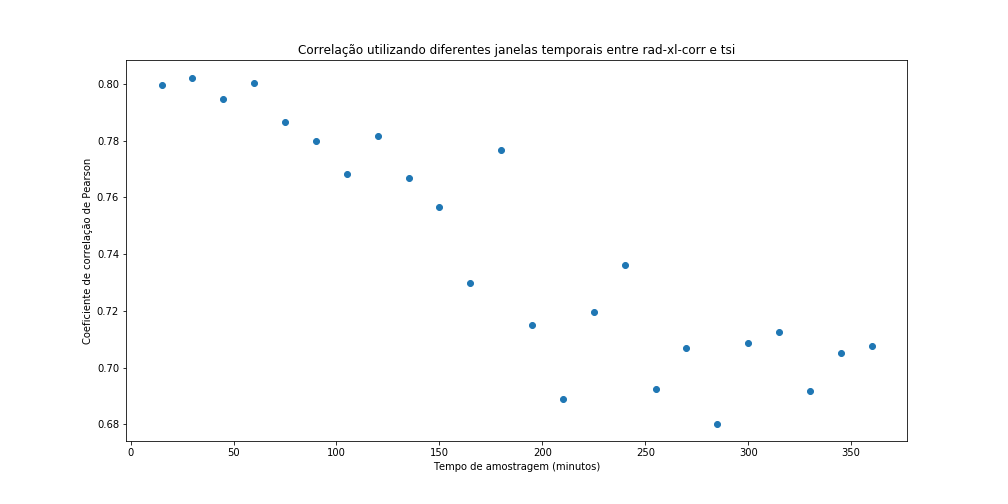 Correlação utilizando diferentes janelas temporais entre rad-xl-corr e tsi
0.80
0.78
0.76
0.74
0.72
0.70
0.68
Coeficiente de correlação de Pearson
0 50 100 150 200 250 300 350
Tempo de amostragem (minutos)